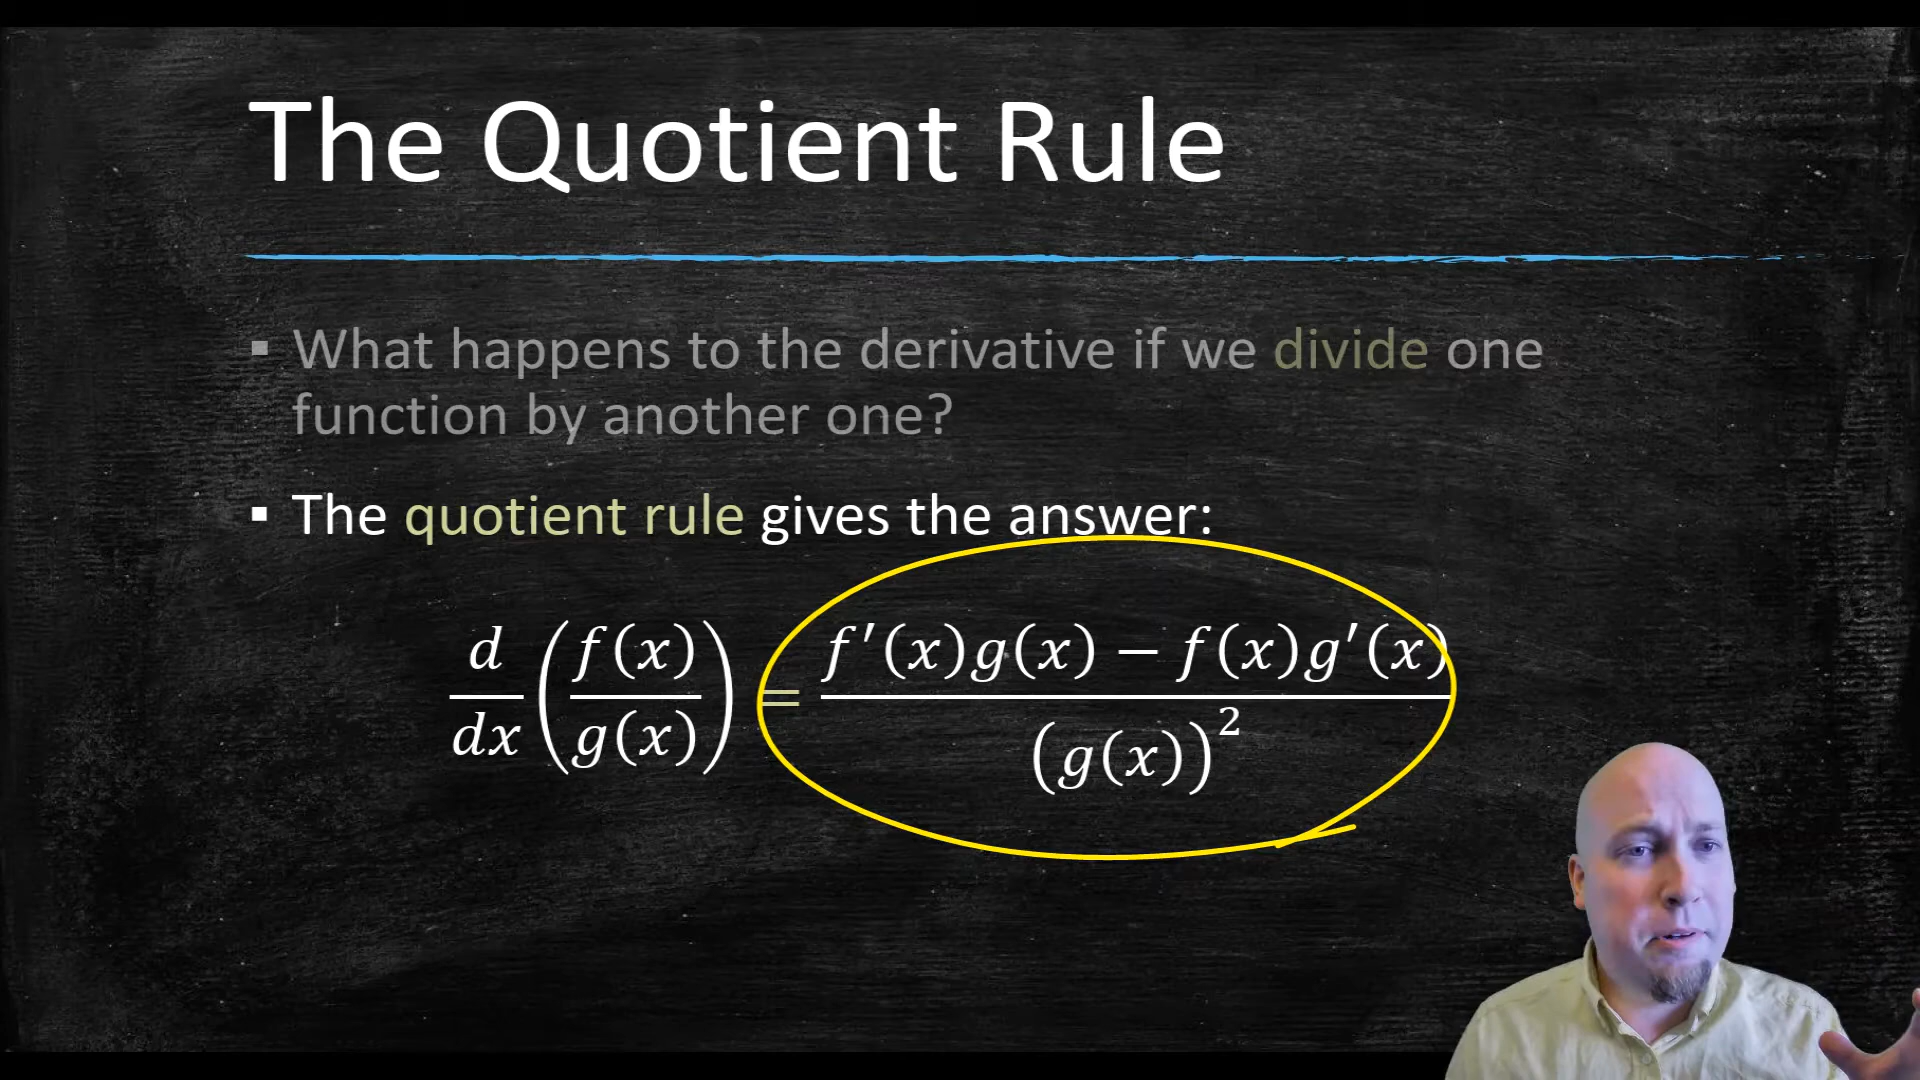 The Quotient Rule
▪ What happens to the derivative if we divide one
function by another one?
▪ The quotient rule gives the answer:
d/dx (f(x)/g(x)) = (f′(x)g(x) − f(x)g′(x))/(g(x))²